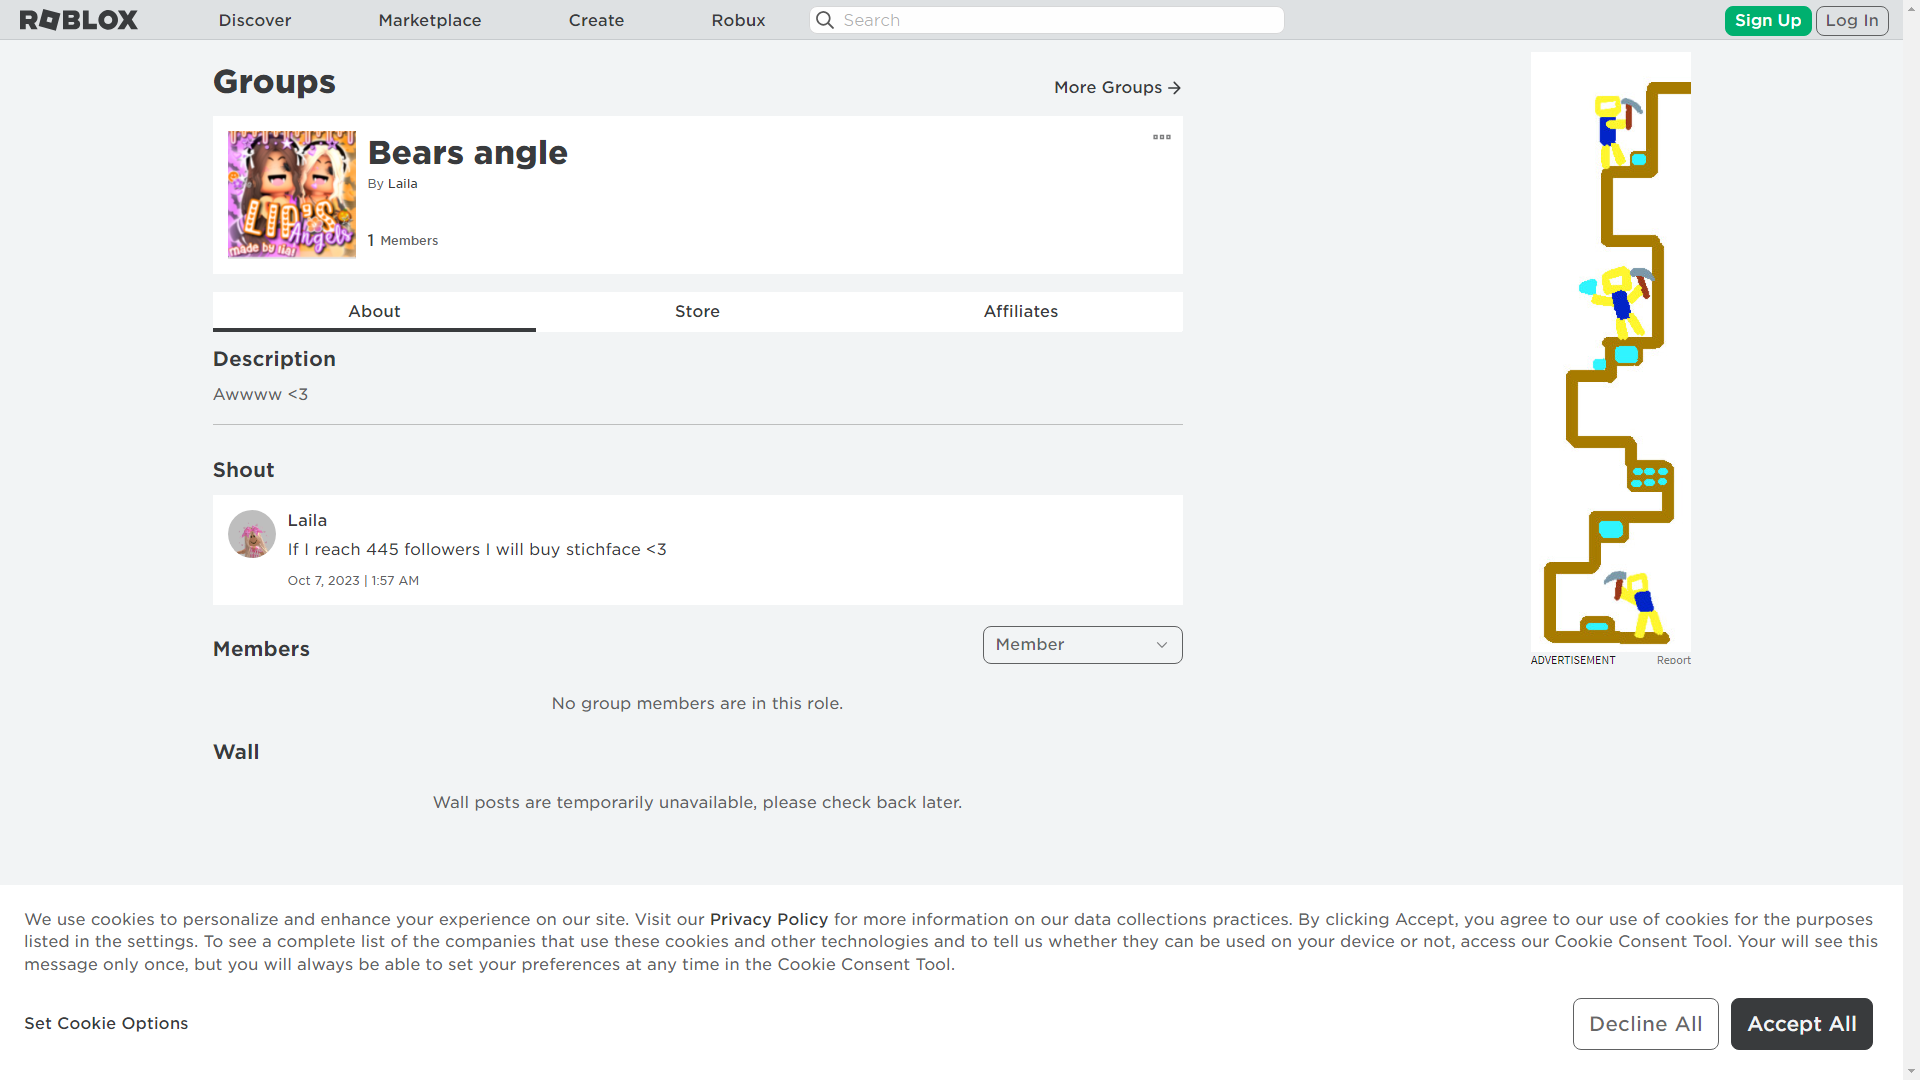 ROBLOX
Discover
Marketplace
Create
Robux
Search
Sign Up
Log In
Groups
More Groups
Bears angle
By Laila
1 Members
LIA'S
Angels
made by liai
About
Store
Affiliates
Description
Awwww <3
Shout
Laila
If I reach 445 followers I will buy stichface <3
Oct 7, 2023 | 1:57 AM
Members
Member
No group members are in this role.
Wall
Wall posts are temporarily unavailable, please check back later.
ADVERTISEMENT
Report
We use cookies to personalize and enhance your experience on our site. Visit our Privacy Policy for more information on our data collections practices. By clicking Accept, you agree to our use of cookies for the purposes
listed in the settings. To see a complete list of the companies that use these cookies and other technologies and to tell us whether they can be used on your device or not, access our Cookie Consent Tool. Your will see this
message only once, but you will always be able to set your preferences at any time in the Cookie Consent Tool.
Set Cookie Options
Decline All
Accept All